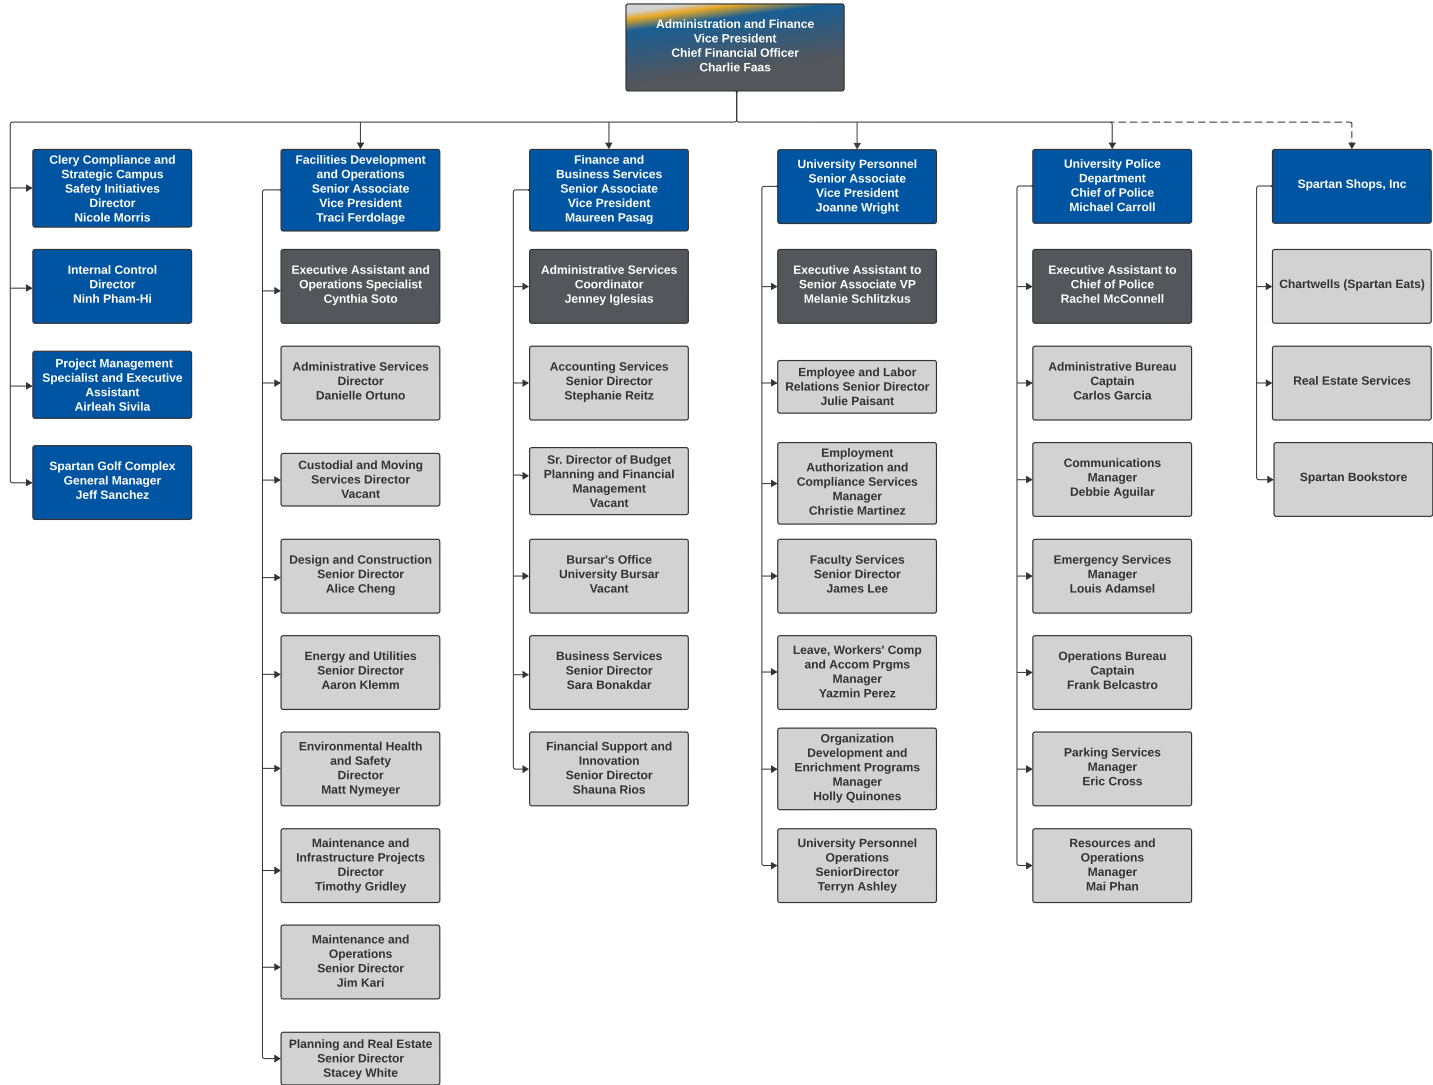 Administration and Finance
Vice President
Chief Financial Officer
Charlie Faas
Clery Compliance and
Strategic Campus
Safety Initiatives
Director
Nicole Morris
Internal Control
Director
Ninh Pham-Hi
Project Management
Specialist and Executive
Assistant
Airleah Sivila
Spartan Golf Complex
General Manager
Jeff Sanchez
Facilities Development
and Operations
Senior Associate
Vice President
Traci Ferdolage
Executive Assistant and
Operations Specialist
Cynthia Soto
Administrative Services
Director
Danielle Ortuno
Custodial and Moving
Services Director
Vacant
Design and Construction
Senior Director
Alice Cheng
Energy and Utilities
Senior Director
Aaron Klemm
Environmental Health
and Safety
Director
Matt Nymeyer
Maintenance and
Infrastructure Projects
Director
Timothy Gridley
Maintenance and
Operations
Senior Director
Jim Kari
Planning and Real Estate
Senior Director
Stacey White
Finance and
Business Services
Senior Associate
Vice President
Maureen Pasag
Administrative Services
Coordinator
Jenney Iglesias
Accounting Services
Senior Director
Stephanie Reitz
Sr. Director of Budget
Planning and Financial
Management
Vacant
Bursar's Office
University Bursar
Vacant
Business Services
Senior Director
Sara Bonakdar
Financial Support and
Innovation
Senior Director
Shauna Rios
University Personnel
Senior Associate
Vice President
Joanne Wright
Executive Assistant to
Senior Associate VP
Melanie Schlitzkus
Employee and Labor
Relations Senior Director
Julie Paisant
Employment
Authorization and
Compliance Services
Manager
Christie Martinez
Faculty Services
Senior Director
James Lee
Leave, Workers' Comp
and Accom Prgms
Manager
Yazmin Perez
Organization
Development and
Enrichment Programs
Manager
Holly Quinones
University Personnel
Operations
SeniorDirector
Terryn Ashley
University Police
Department
Chief of Police
Michael Carroll
Executive Assistant to
Chief of Police
Rachel McConnell
Administrative Bureau
Captain
Carlos Garcia
Communications
Manager
Debbie Aguilar
Emergency Services
Manager
Louis Adamsel
Operations Bureau
Captain
Frank Belcastro
Parking Services
Manager
Eric Cross
Resources and
Operations
Manager
Mai Phan
Spartan Shops, Inc
Chartwells (Spartan Eats)
Real Estate Services
Spartan Bookstore